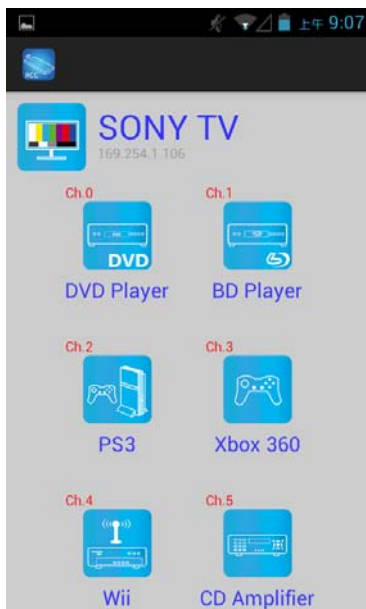 上午 9:07
ACC
SONY TV
169.254.1.106
Ch.0
Ch.1
DVD
DVD Player
BD Player
Ch.2
Ch.3
PS3
Xbox 360
Ch.4
Ch.5
Wii
CD Amplifier